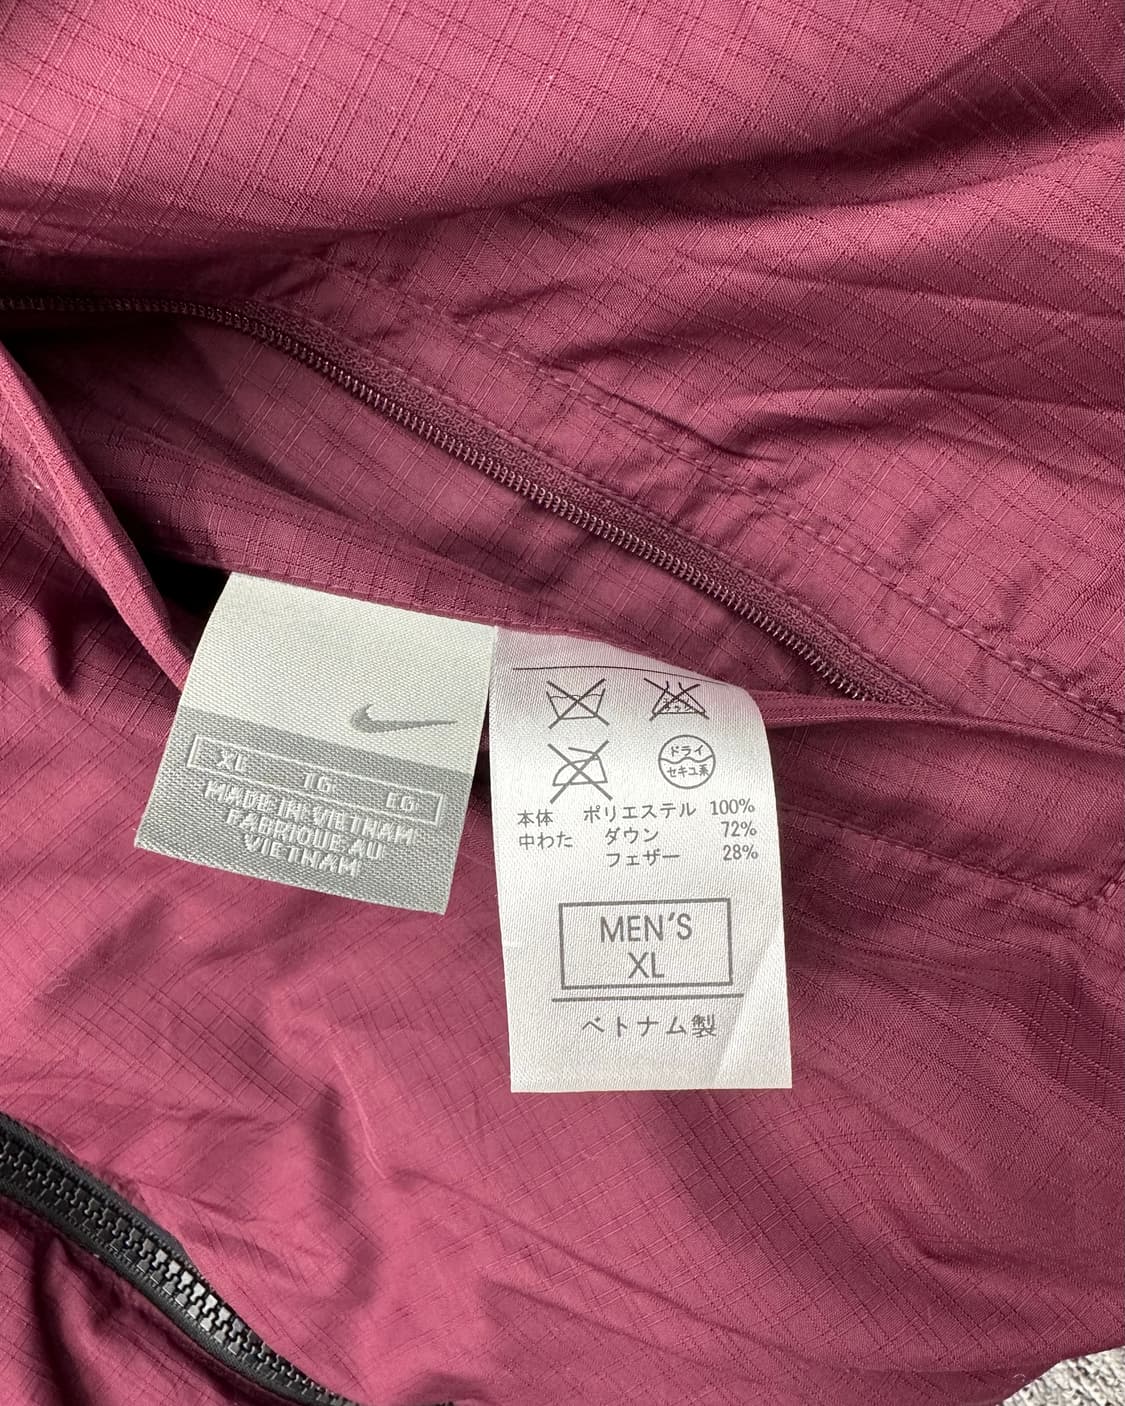 XL TG EG
MADE IN VIETNAM
FABRIQUE AU
VIETNAM
ドライ
セキユ系
本体 ポリエステル 100%
中わた ダウン 72%
フェザー 28%
MEN'S
XL
ベトナム製